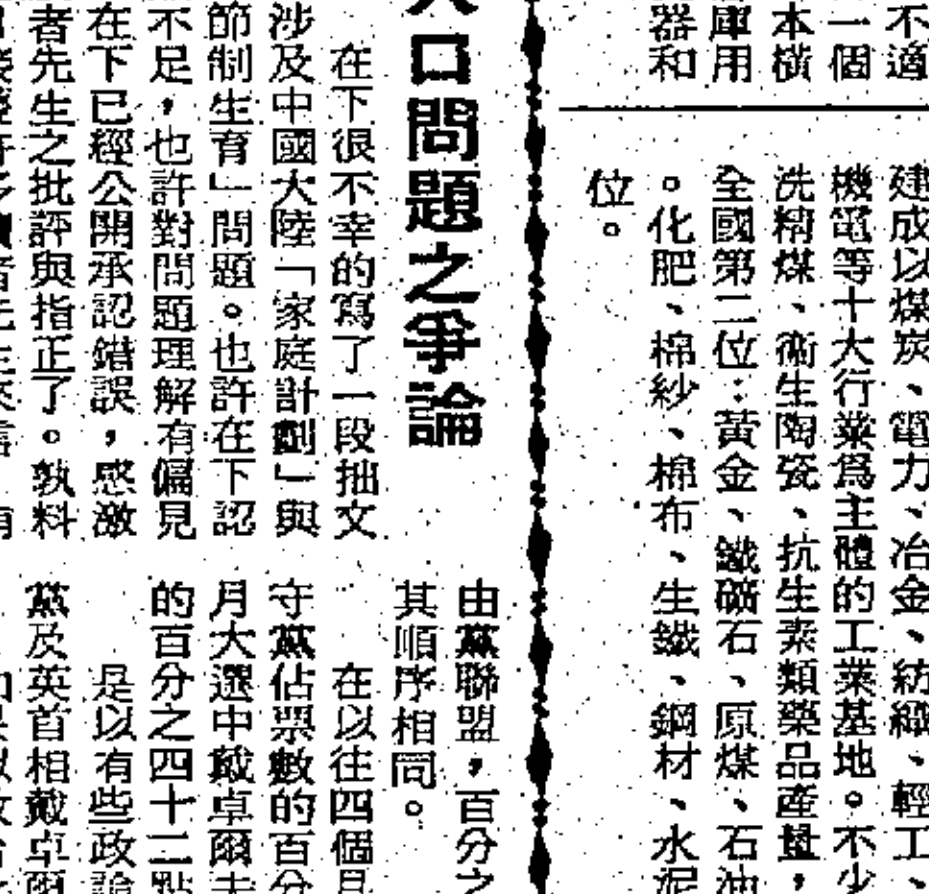 不適
一個
本橫
庫用
器和
建成以煤炭、電力、冶金、紡織、輕工、
機電等十大行業爲主體的工業基地。不少
洗精煤、衞生陶瓷、抗生素類藥品產量,
全國第二位:黃金、鐵礦石、原煤、石油
。化肥、棉紗、棉布、生鐵、鋼材、水泥
位。
口問題之爭論
在下很不幸的寫了一段拙文
涉及中國大陸「家庭計劃」與
節制生育」問題。也許在下認
不足,也許對問題理解有偏見
在下已經公開承認錯誤,感激
者先生之批評與指正了。孰料
由黨聯盟,百分之
其順序相同。
在以往四個月
守黨佔票數的百分
月大選中戴卓爾夫
的百分之四十二點
是以有些政論
黨及英首相戴卓爾